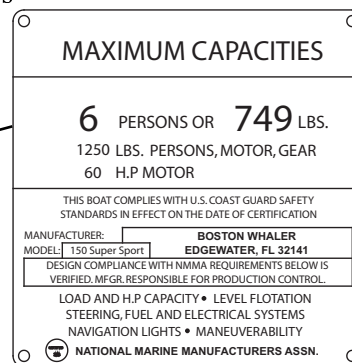 S
MAXIMUM CAPACITIES
6 PERSONS OR 749 LBS.
1250 LBS. PERSONS, MOTOR, GEAR
60 H.P MOTOR
THIS BOAT COMPLIES WITH U.S. COAST GUARD SAFETY
STANDARDS IN EFFECT ON THE DATE OF CERTIFICATION
MANUFACTURER: BOSTON WHALER
MODEL: 150 Super Sport EDGEWATER, FL 32141
DESIGN COMPLIANCE WITH NMMA REQUIREMENTS BELOW IS
VERIFIED. MFGR. RESPONSIBLE FOR PRODUCTION CONTROL.
LOAD AND H.P CAPACITY • LEVEL FLOTATION
STEERING, FUEL AND ELECTRICAL SYSTEMS
NAVIGATION LIGHTS • MANEUVERABILITY
NATIONAL MARINE MANUFACTURERS ASSN.